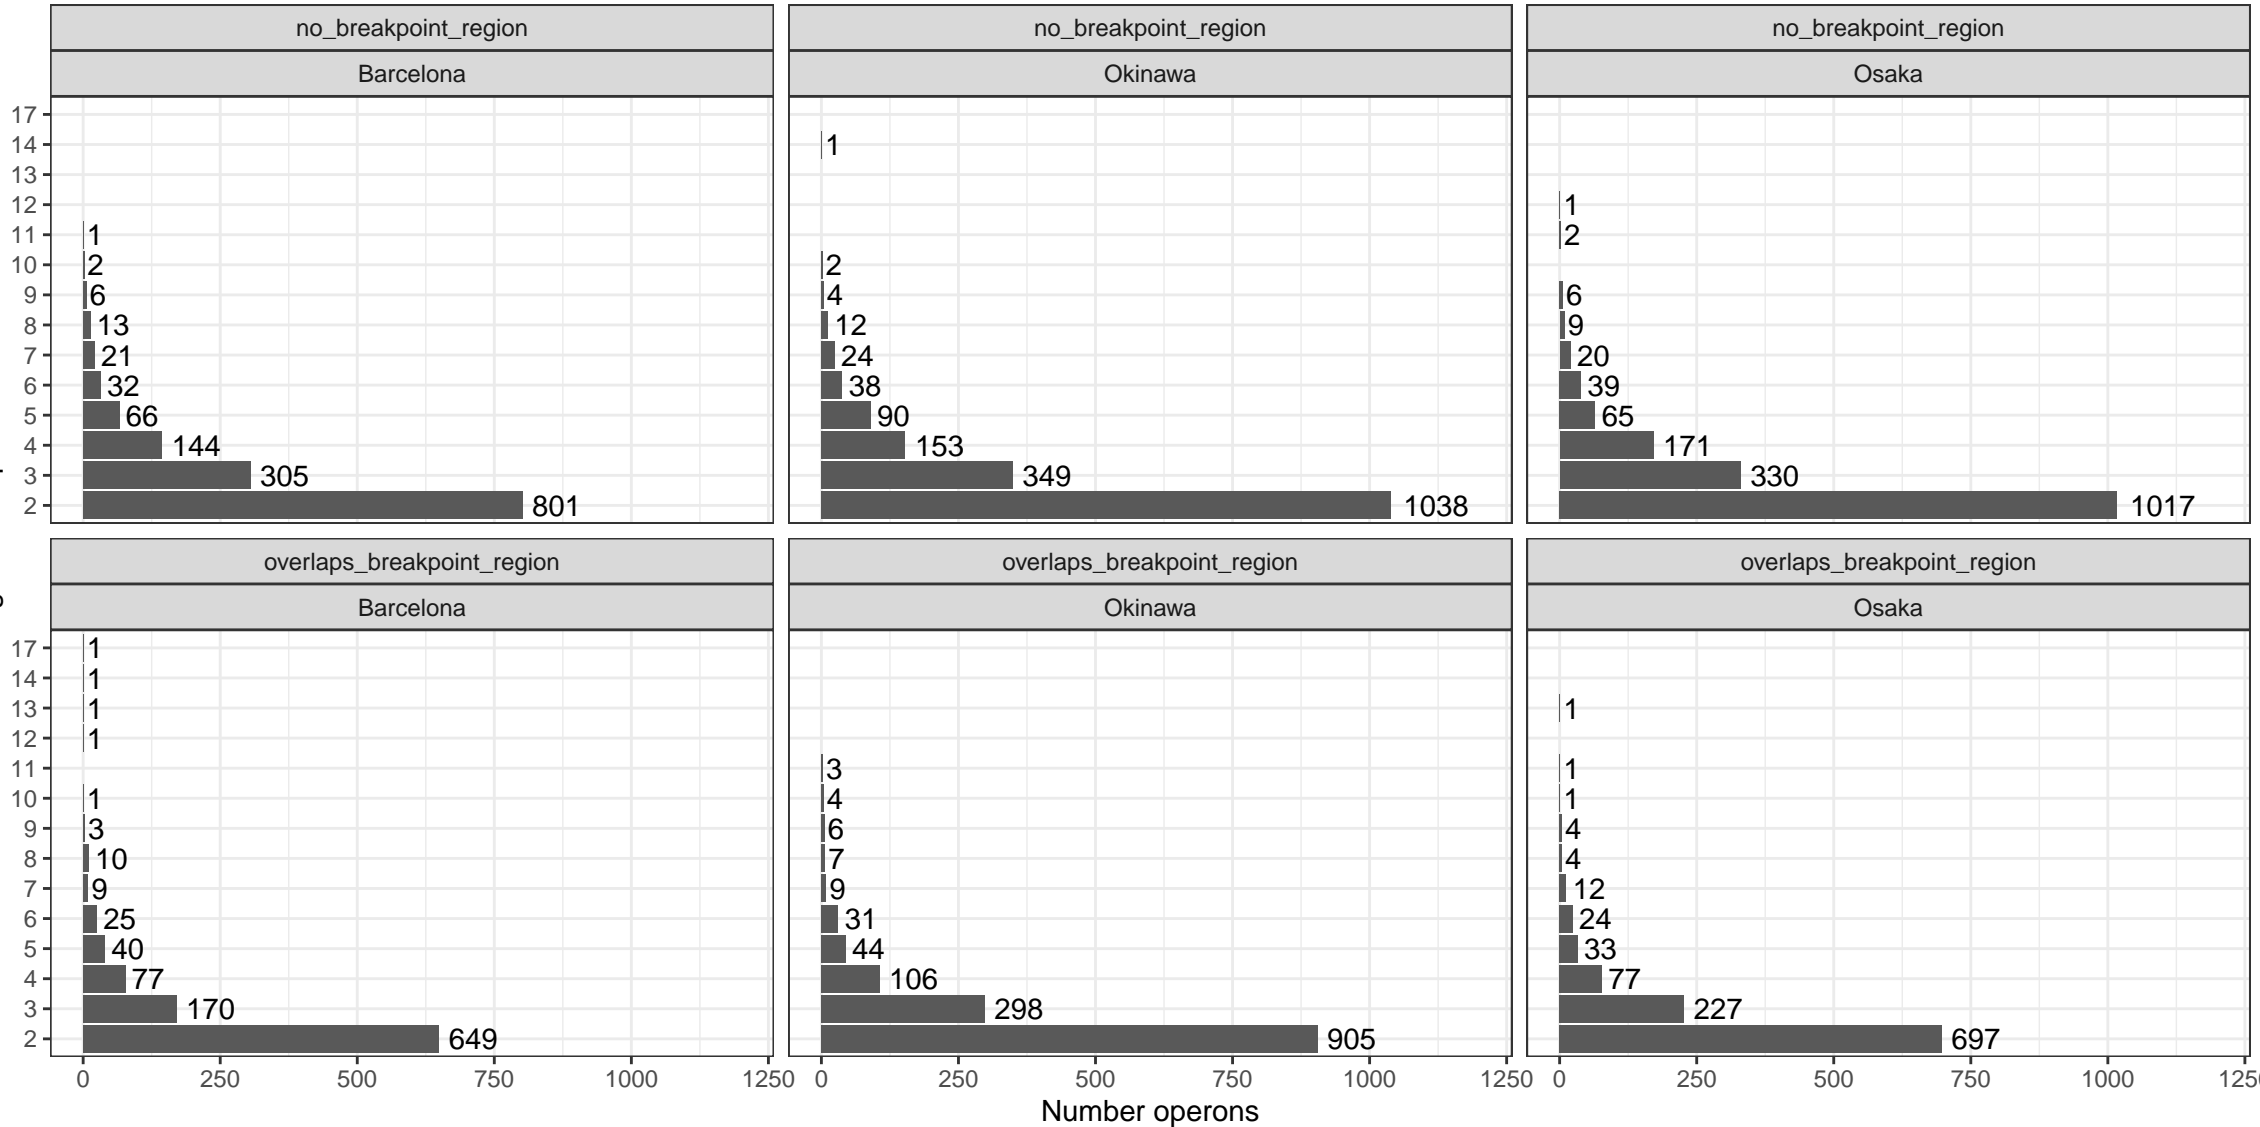 no_breakpoint_region no_breakpoint_region no_breakpoint_region
Barcelona Okinawa Osaka
17
14 1
13
12 1
11 1 2
10 2 2
9 6 4 6
8 13 12 9
7 21 24 20
6 32 38 39
5 66 90 65
4 144 153 171
3 305 349 330
2 801 1038 1017
overlaps_breakpoint_region overlaps_breakpoint_region overlaps_breakpoint_region
Barcelona Okinawa Osaka
17 1
14 1
13 1 1
12 1
11 3 1
10 1 4 1
9 3 6 4
8 10 7 4
7 9 9 12
6 25 31 24
5 40 44 33
4 77 106 77
3 170 298 227
2 649 905 697
0 250 500 750 1000 1250 0 250 500 750 1000 1250 0 250 500 750 1000
Number operons